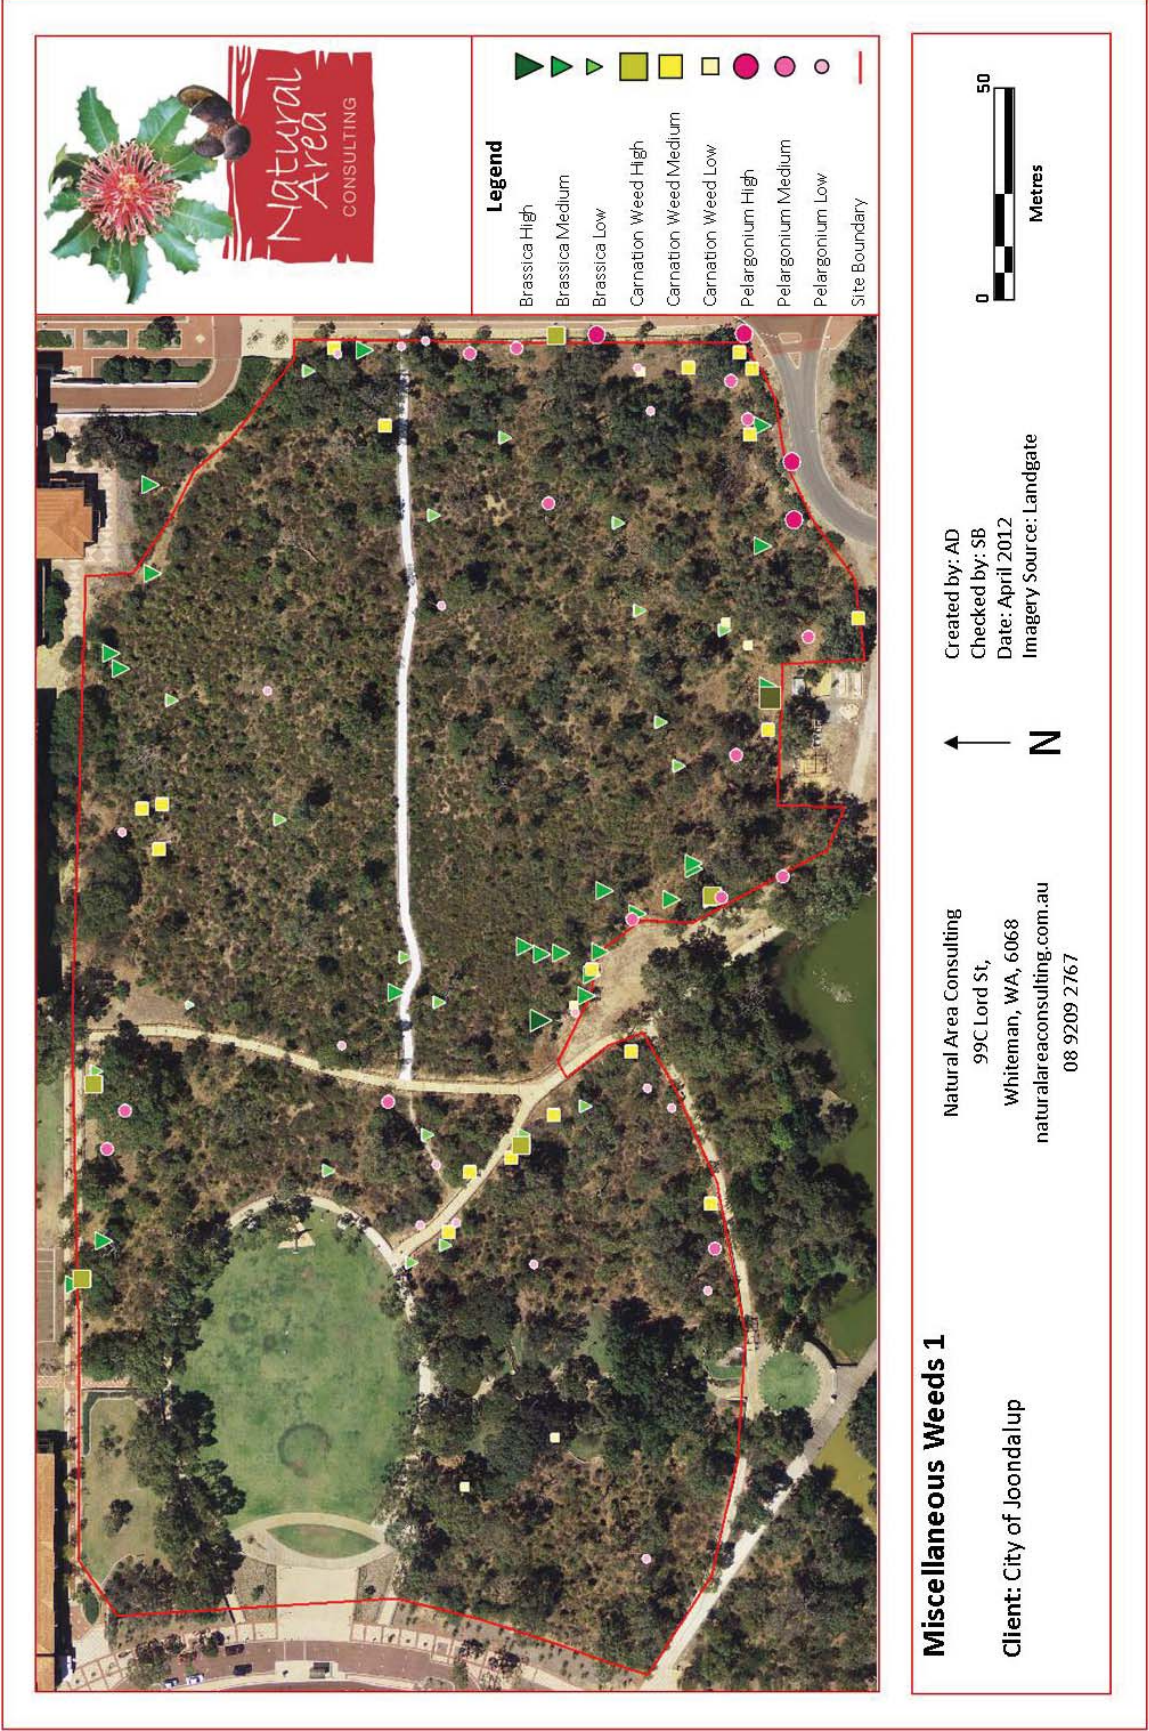 Natural
Area
CONSULTING
Legend
Brassica High
Brassica Medium
Brassica Low
Carnation Weed High
Carnation Weed Medium
Carnation Weed Low
Pelargonium High
Pelargonium Medium
Pelargonium Low
Site Boundary
Miscellaneous Weeds 1
Client: City of Joondalup
Natural Area Consulting
99C Lord St,
Whiteman, WA, 6068
naturalareaconsulting.com.au
08 9209 2767
N
Created by: AD
Checked by: SB
Date: April 2012
Imagery Source: Landgate
0
50
Metres